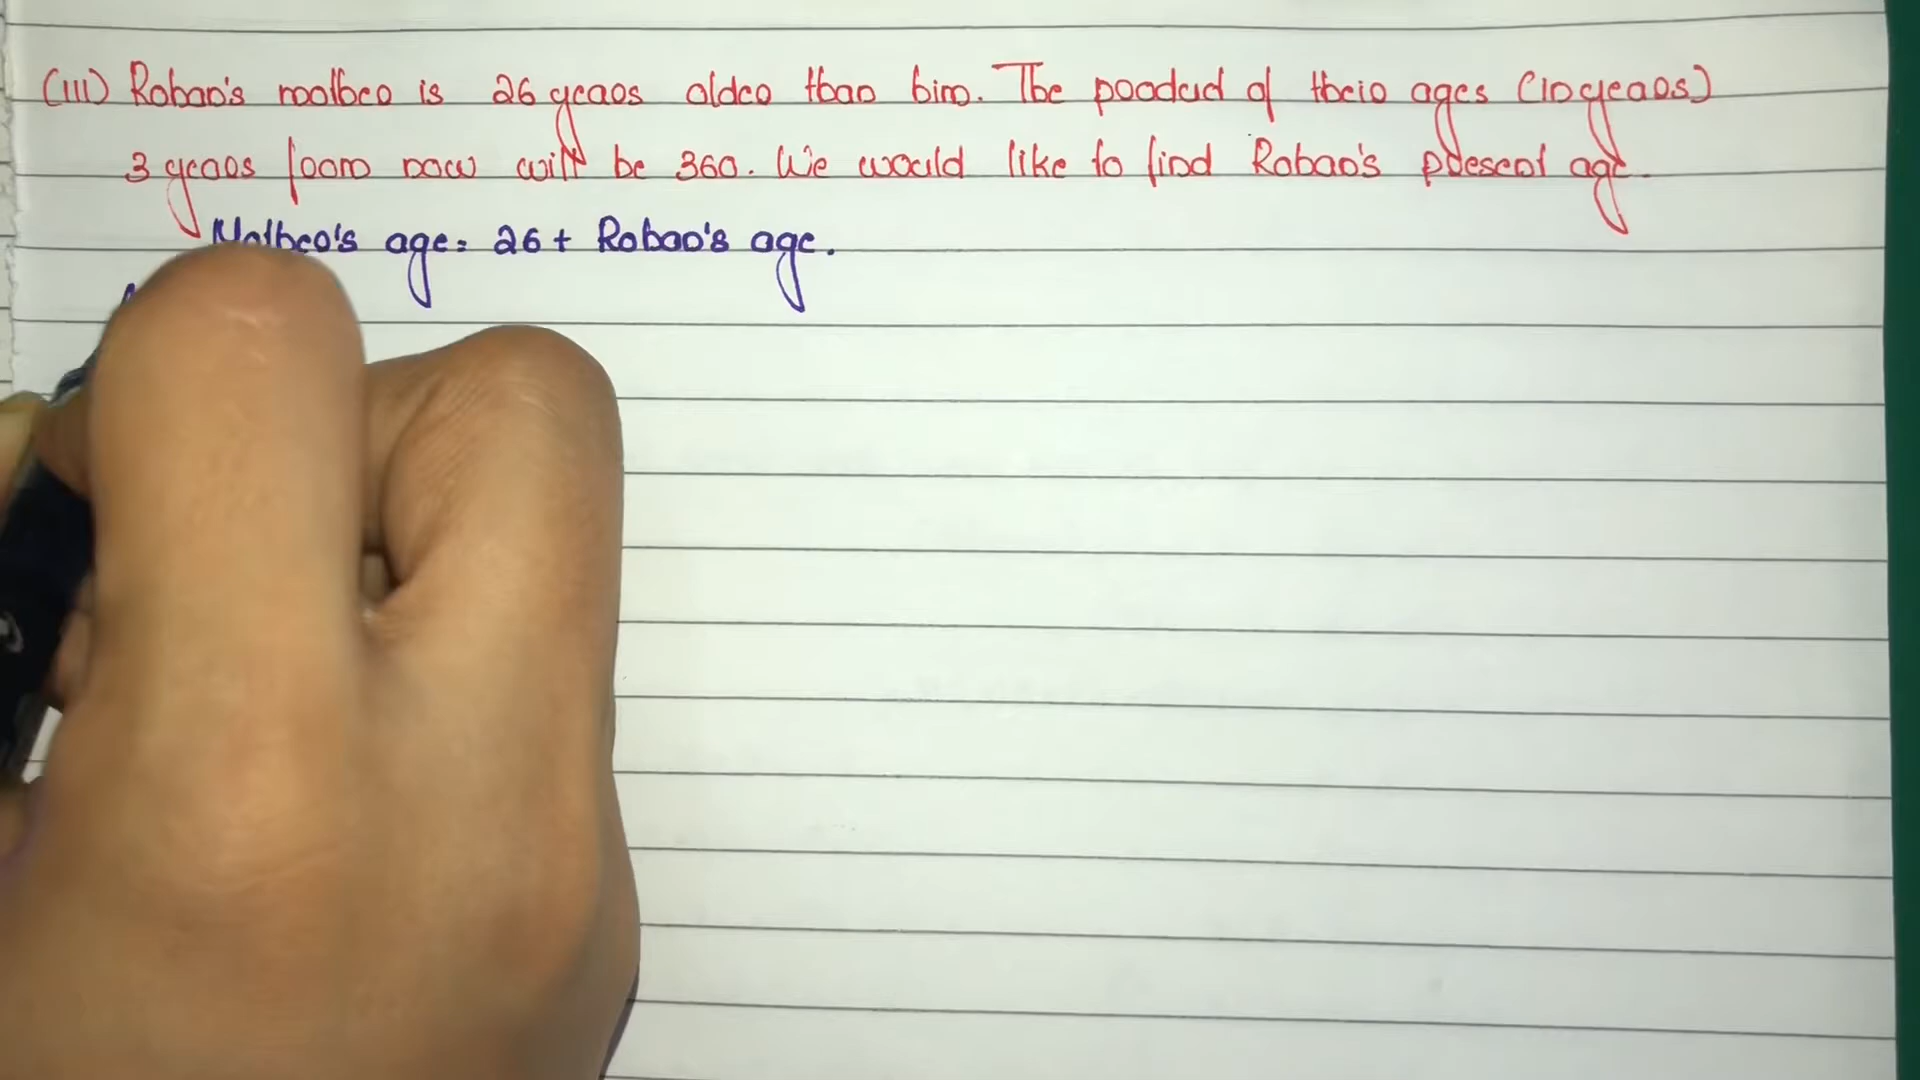 (III) Rohan's mother is 26 years older than him. The product of their ages (in years)
3 years from now will be 360. We would like to find Rohan's present age.
Mother's age = 26 + Rohan's age.